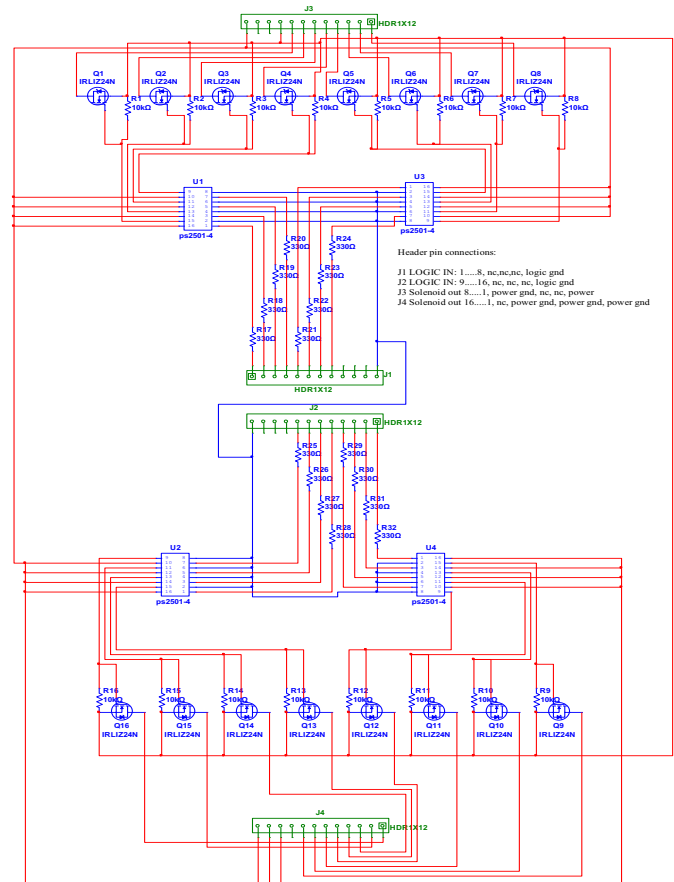 J3
HDR1X12
Q1 Q2 Q3 Q4 Q5 Q6 Q7 Q8
IRLIZ24N IRLIZ24N IRLIZ24N IRLIZ24N IRLIZ24N IRLIZ24N IRLIZ24N IRLIZ24N
R1 R2 R3 R4 R5 R6 R7 R8
10kΩ 10kΩ 10kΩ 10kΩ 10kΩ 10kΩ 10kΩ 10kΩ
U1 U3
ps2501-4 ps2501-4
R20 R24
330Ω 330Ω
R19 R23
330Ω 330Ω
R18 R22
330Ω 330Ω
R17 R21
330Ω 330Ω
Header pin connections:
J1 LOGIC IN: 1.....8, nc,nc,nc, logic gnd
J2 LOGIC IN: 9.....16, nc, nc, nc, logic gnd
J3 Solenoid out 8.....1, power gnd, nc, nc, power
J4 Solenoid out 16.....1, nc, power gnd, power gnd, power gnd
J1
HDR1X12
J2
HDR1X12
R25 R29
330Ω 330Ω
R26 R30
330Ω 330Ω
R27 R31
330Ω 330Ω
R28 R32
330Ω 330Ω
U2 U4
ps2501-4 ps2501-4
R16 R15 R14 R13 R12 R11 R10 R9
10kΩ 10kΩ 10kΩ 10kΩ 10kΩ 10kΩ 10kΩ 10kΩ
Q16 Q15 Q14 Q13 Q12 Q11 Q10 Q9
IRLIZ24N IRLIZ24N IRLIZ24N IRLIZ24N IRLIZ24N IRLIZ24N IRLIZ24N IRLIZ24N
J4
HDR1X12